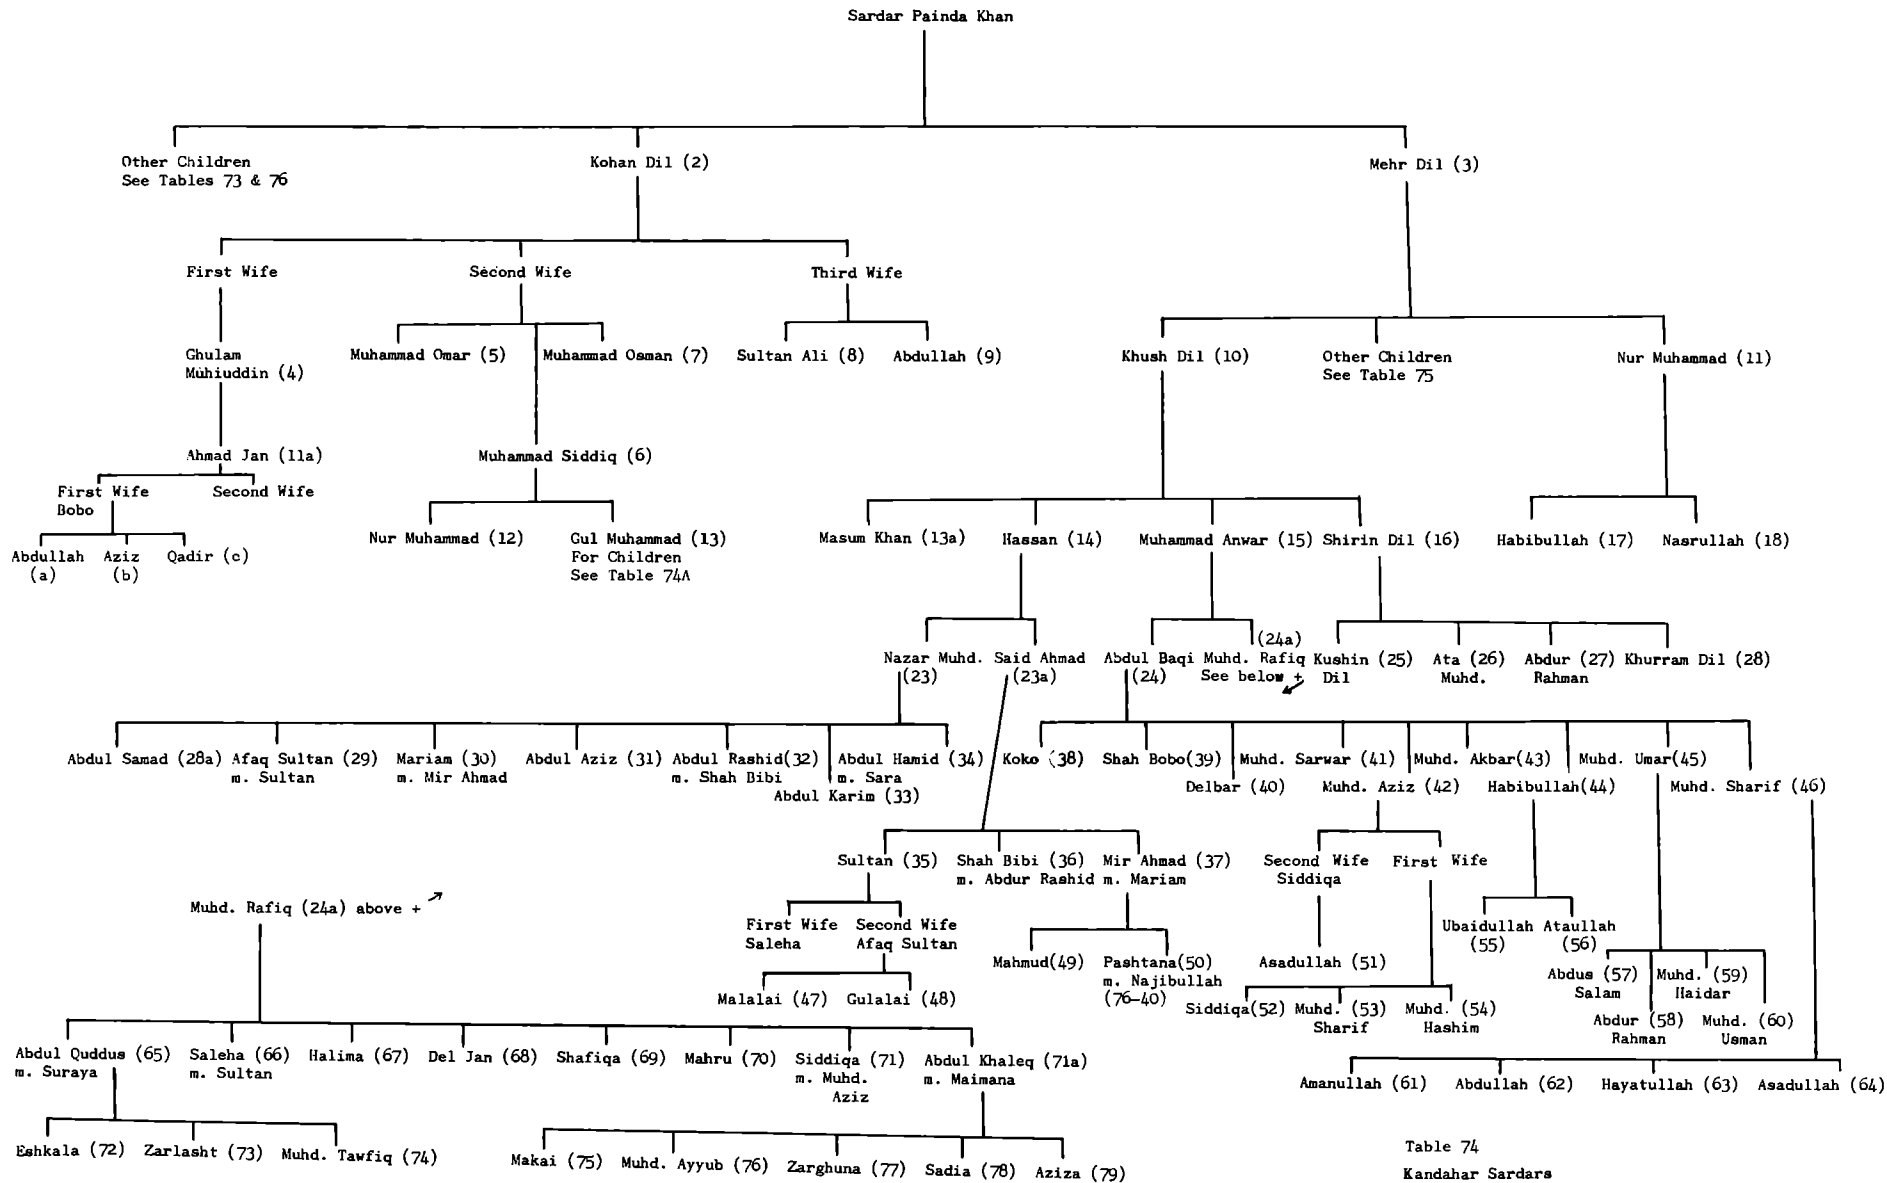 Sardar Painda Khan
Other Children
See Tables 73 & 76
Kohan Dil (2)
Mehr Dil (3)
First Wife
Second Wife
Third Wife
Ghulam
Muhiuddin (4)
Muhammad Omar (5)
Muhammad Osman (7)
Sultan Ali (8)
Abdullah (9)
Khush Dil (10)
Other Children
See Table 75
Nur Muhammad (11)
Ahmad Jan (11a)
Muhammad Siddiq (6)
First Wife
Bobo
Second Wife
Abdullah
(a)
Aziz
(b)
Qadir (c)
Nur Muhammad (12)
Gul Muhammad (13)
For Children
See Table 74A
Masum Khan (13a)
Hassan (14)
Muhammad Anwar (15)
Shirin Dil (16)
Habibullah (17)
Nasrullah (18)
Nazar Muhd.
(23)
Said Ahmad
(23a)
Abdul Baqi
(24)
(24a)
Muhd. Rafiq
See below +
Kushin (25)
Dil
Ata (26)
Muhd.
Abdur (27)
Rahman
Khurram Dil (28)
Abdul Samad (28a)
Afaq Sultan (29)
m. Sultan
Mariam (30)
m. Mir Ahmad
Abdul Aziz (31)
Abdul Rashid(32)
m. Shah Bibi
Abdul Hamid (34)
m. Sara
Abdul Karim (33)
Koko (38)
Shah Bobo(39)
Delbar (40)
Muhd. Sarwar (41)
Muhd. Aziz (42)
Muhd. Akbar(43)
Habibullah(44)
Muhd. Umar(45)
Muhd. Sharif (46)
Sultan (35)
Shah Bibi (36)
m. Abdur Rashid
Mir Ahmad (37)
m. Mariam
Second Wife
Siddiqa
First Wife
Muhd. Rafiq (24a) above +
First Wife
Saleha
Second Wife
Afaq Sultan
Malalai (47)
Gulalai (48)
Mahmud(49)
Pashtana(50)
m. Najibullah
(76-40)
Asadullah (51)
Siddiqa(52)
Muhd. (53)
Sharif
Muhd. (54)
Hashim
Ubaidullah
(55)
Ataullah
(56)
Abdus (57)
Salam
Muhd. (59)
Haidar
Abdur (58)
Rahman
Muhd. (60)
Usman
Amanullah (61)
Abdullah (62)
Hayatullah (63)
Asadullah (64)
Abdul Quddus (65)
m. Suraya
Saleha (66)
m. Sultan
Halima (67)
Del Jan (68)
Shafiqa (69)
Mahru (70)
Siddiqa (71)
m. Muhd.
Aziz
Abdul Khaleq (71a)
m. Maimana
Eshkala (72)
Zarlasht (73)
Muhd. Tawfiq (74)
Makai (75)
Muhd. Ayyub (76)
Zarghuna (77)
Sadia (78)
Aziza (79)
Table 74
Kandahar Sardars